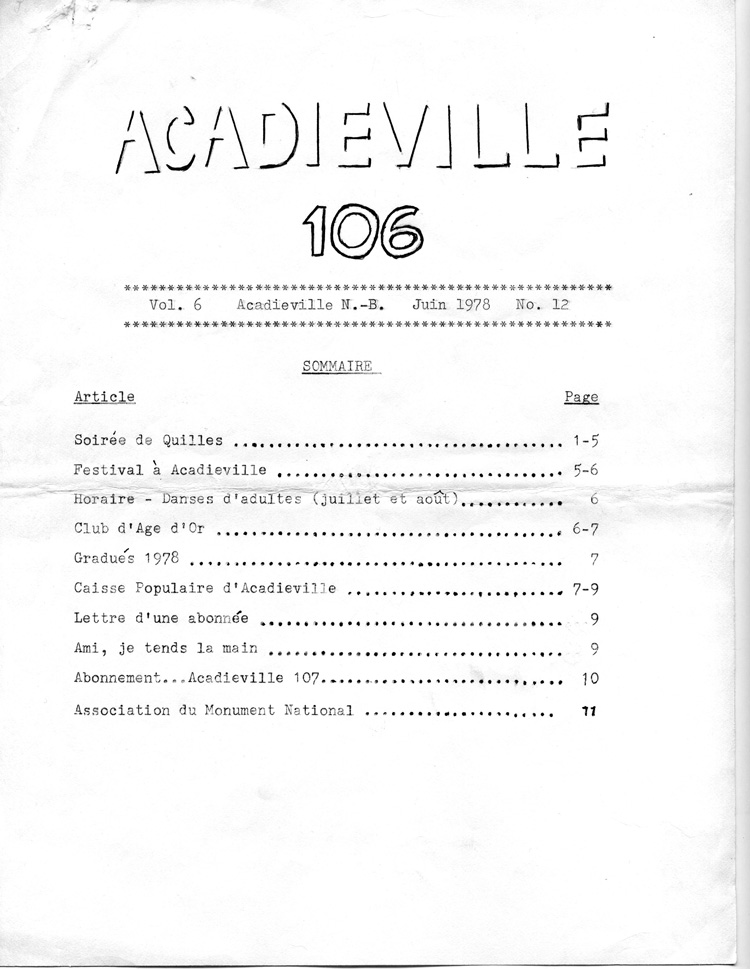 ACADIEVILLE
106
*********************************************************************
Vol. 6 Acadieville N.-B. Juin 1978 No. 12
*********************************************************************
SOMMAIRE
Article Page
Soirée de Quilles ........................................ 1-5
Festival à Acadieville ................................... 5-6
Horaire - Danses d'adultes (juillet et août)............. 6
Club d'Age d'Or .......................................... 6-7
Gradués 1978 ............................................. 7
Caisse Populaire d'Acadieville .......................... 7-9
Lettre d'une abonnée ..................................... 9
Ami, je tends la main .................................... 9
Abonnement...Acadieville 107.............................. 10
Association du Monument National ....................... 11